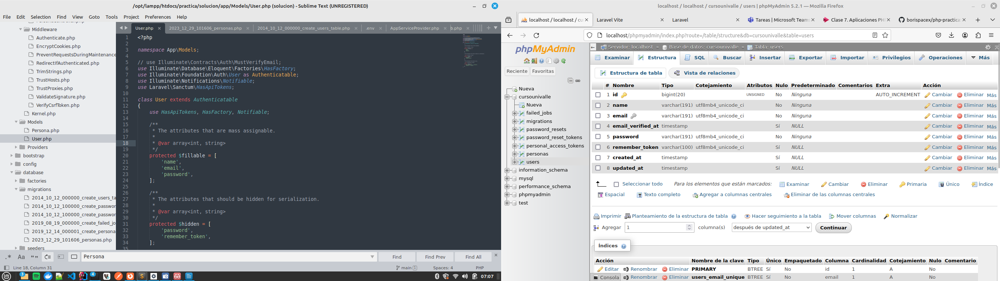 /opt/lampp/htdocs/practica/solucion/app/Models/User.php (solucion) - Sublime Text (UNREGISTERED)
File Edit Selection Find View Goto Tools Project Preferences Help
Middleware
Authenticate.php
EncryptCookies.php
PreventRequestsDuringMaintenance
RedirectIfAuthenticated.php
TrimStrings.php
TrustHosts.php
TrustProxies.php
ValidateSignature.php
VerifyCsrfToken.php
Kernel.php
Models
Persona.php
User.php
Providers
bootstrap
config
database
factories
migrations
2014_10_12_000000_create_users_ta
2014_10_12_100000_create_passwor
2014_10_12_100000_create_passwor
2019_08_19_000000_create_failed_jo
2019_12_14_000001_create_persona
2023_12_29_101606_personas.php
seeders
User.php 2023_12_29_101606_personas.php 2014_10_12_000000_create_users_table.php .env AppServiceProvider.php b.php
1 <?php
2
3 namespace App\Models;
4
5 // use Illuminate\Contracts\Auth\MustVerifyEmail;
6 use Illuminate\Database\Eloquent\Factories\HasFactory;
7 use Illuminate\Foundation\Auth\User as Authenticatable;
8 use Illuminate\Notifications\Notifiable;
9 use Laravel\Sanctum\HasApiTokens;
10
11 class User extends Authenticatable
12 {
13 use HasApiTokens, HasFactory, Notifiable;
14
15 /**
16 * The attributes that are mass assignable.
17 *
18 * @var array<int, string>
19 */
20 protected $fillable = [
21 'name',
22 'email',
23 'password',
24 ];
25
26 /**
27 * The attributes that should be hidden for serialization.
28 *
29 * @var array<int, string>
30 */
31 protected $hidden = [
32 'password',
33 'remember_token',
34 ];
35
.* Aa “” Persona Find Find Prev Find All
Line 18, Column 31 main 1 Spaces: 4 PHP
3 4 07:07
localhost / localhost / cursounivalle / users | phpMyAdmin 5.2.1 — Mozilla Firefox
localhost / localhost / cu Laravel Vite Laravel Tareas | Microsoft Teams Clase 7. Aplicaciones PH borispacex/php-practica
localhost/phpmyadmin/index.php?route=/table/structure&db=cursounivalle&table=users
phpMyAdmin
Reciente Favoritas
Nueva
cursounivalle
Nueva
failed_jobs
migrations
password_resets
password_reset_tokens
personal_access_tokens
personas
users
information_schema
mysql
performance_schema
phpmyadmin
test
Servidor: localhost » Base de datos: cursounivalle » Tabla: users
Examinar Estructura SQL Buscar Insertar Exportar Importar Privilegios Operaciones Más
Estructura de tabla Vista de relaciones
# Nombre Tipo Cotejamiento Atributos Nulo Predeterminado Comentarios Extra Acción
1 id bigint(20) UNSIGNED No Ninguna AUTO_INCREMENT Cambiar Eliminar Más
2 name varchar(191) utf8mb4_unicode_ci No Ninguna Cambiar Eliminar Más
3 email varchar(191) utf8mb4_unicode_ci No Ninguna Cambiar Eliminar Más
4 email_verified_at timestamp Sí NULL Cambiar Eliminar Más
5 password varchar(191) utf8mb4_unicode_ci No Ninguna Cambiar Eliminar Más
6 remember_token varchar(100) utf8mb4_unicode_ci Sí NULL Cambiar Eliminar Más
7 created_at timestamp Sí NULL Cambiar Eliminar Más
8 updated_at timestamp Sí NULL Cambiar Eliminar Más
Seleccionar todo Para los elementos que están marcados: Examinar Cambiar Eliminar Primaria Único Índice
Espacial Texto completo Agregar a columnas centrales Eliminar de las columnas centrales
Imprimir Planteamiento de la estructura de tabla Hacer seguimiento a la tabla Mover columnas Normalizar
Agregar 1 columna(s) después de updated_at Continuar
Índices
Acción Nombre de la clave Tipo Único Empaquetado Columna Cardinalidad Cotejamiento Nulo Comentario
Editar Renombrar Eliminar PRIMARY BTREE Sí No id 1 A No
Consola Renombrar Eliminar users_email_unique BTREE Sí No email 1 A No